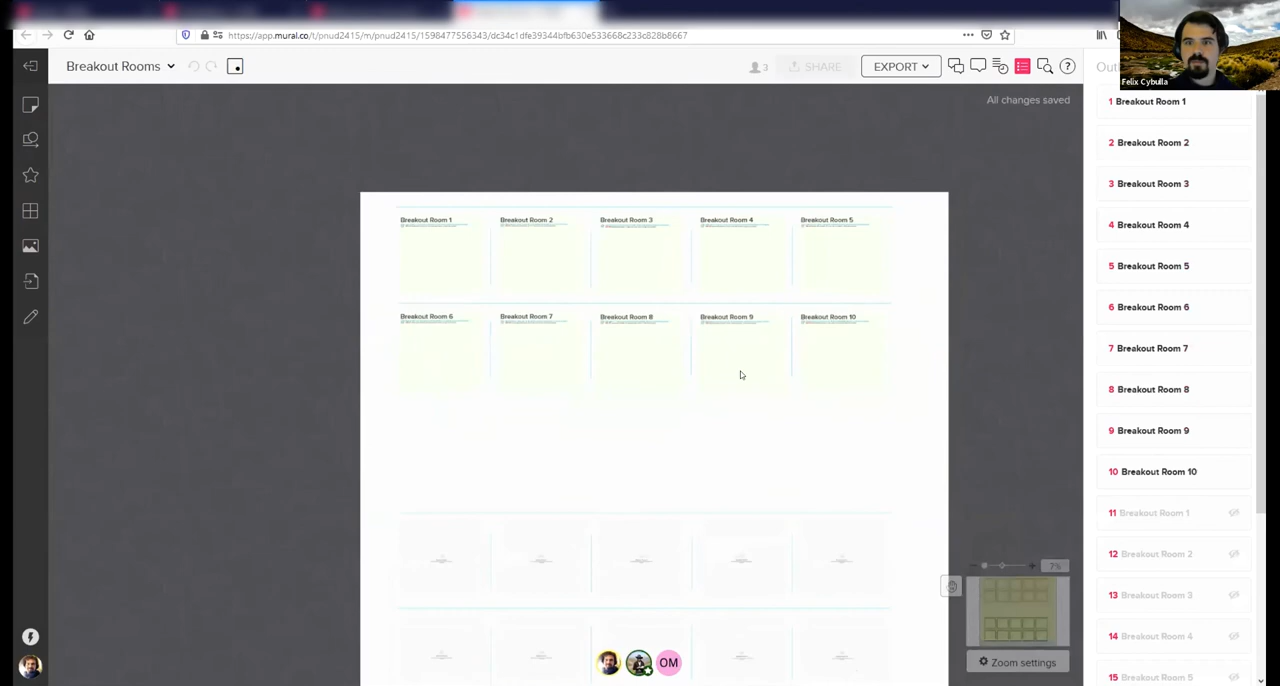 https://app.mural.co/t/pnud2415/m/pnud2415/1598477556343/dc34c1dfe39344bfb630e533668c233c828b8667
Felix Cybulla
Breakout Rooms
3
SHARE
EXPORT
Outli
All changes saved
1 Breakout Room 1
2 Breakout Room 2
3 Breakout Room 3
4 Breakout Room 4
5 Breakout Room 5
6 Breakout Room 6
7 Breakout Room 7
8 Breakout Room 8
9 Breakout Room 9
10 Breakout Room 10
11 Breakout Room 1
12 Breakout Room 2
13 Breakout Room 3
14 Breakout Room 4
15 Breakout Room 5
Breakout Room 1
Breakout Room 2
Breakout Room 3
Breakout Room 4
Breakout Room 5
Breakout Room 6
Breakout Room 7
Breakout Room 8
Breakout Room 9
Breakout Room 10
7%
OM
Zoom settings